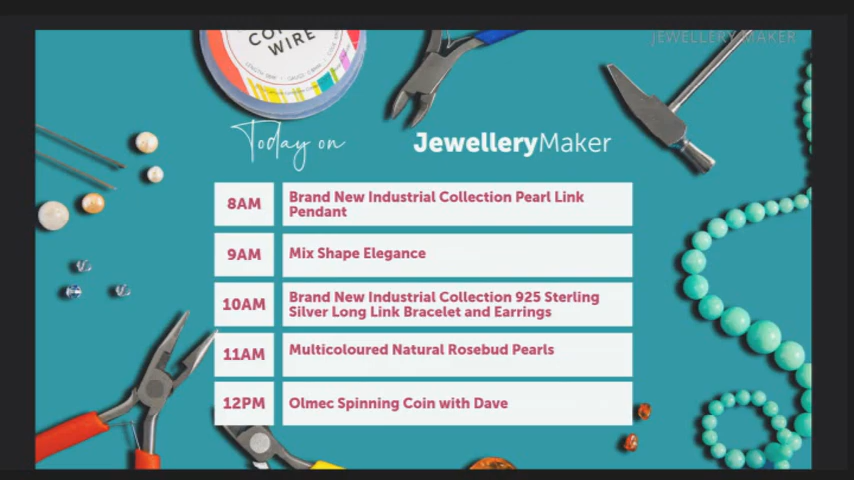 COPPER
WIRE
JEWELLERY MAKER
Today on JewelleryMaker
8AM Brand New Industrial Collection Pearl Link
Pendant
9AM Mix Shape Elegance
10AM Brand New Industrial Collection 925 Sterling
Silver Long Link Bracelet and Earrings
11AM Multicoloured Natural Rosebud Pearls
12PM Olmec Spinning Coin with Dave